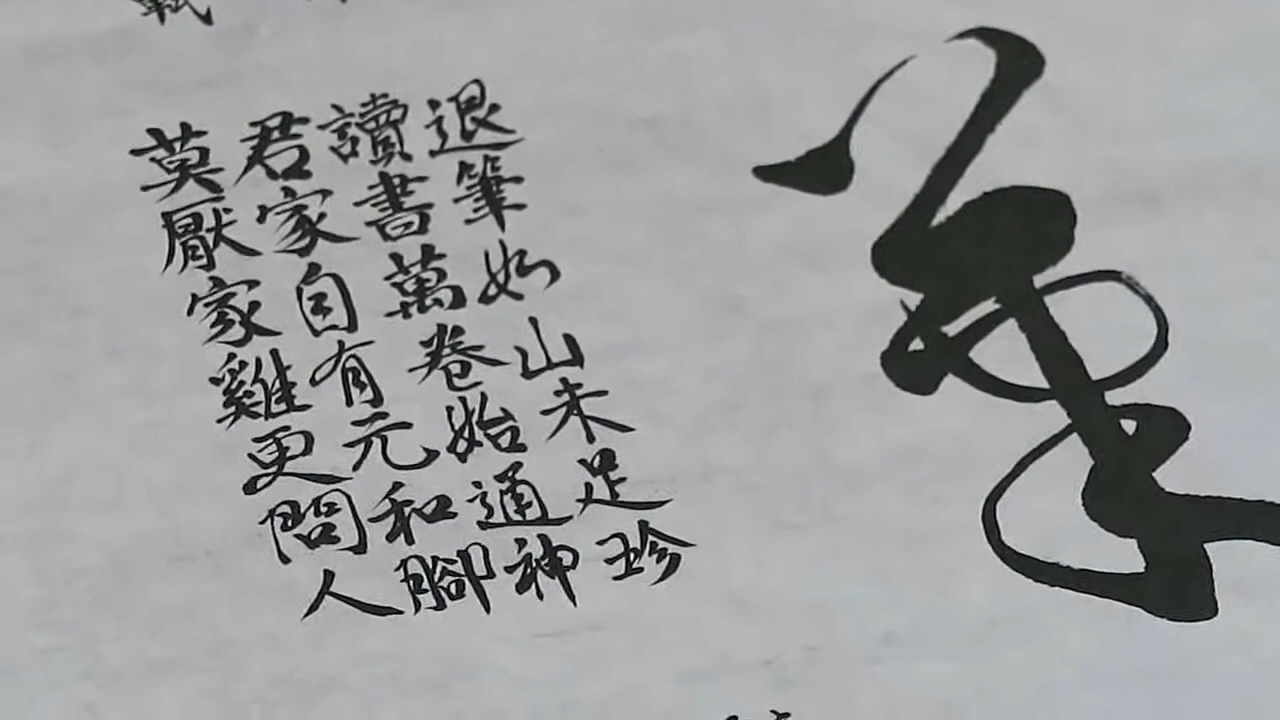 退筆如山未足珍
讀書萬卷始通神
君家自有元和腳
莫厭家雞更問人